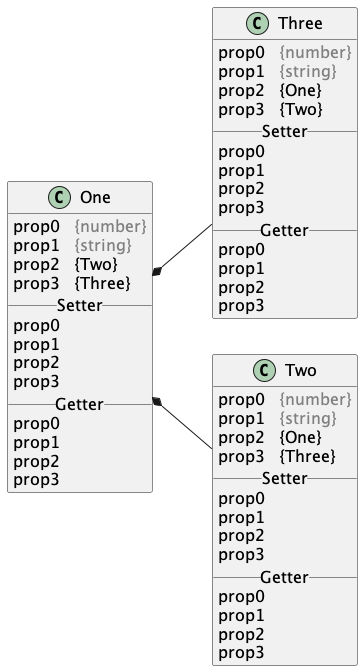 C Three
prop0 {number}
prop1 {string}
prop2 {One}
prop3 {Two}
Setter
prop0
prop1
prop2
prop3
Getter
prop0
prop1
prop2
prop3
C One
prop0 {number}
prop1 {string}
prop2 {Two}
prop3 {Three}
Setter
prop0
prop1
prop2
prop3
Getter
prop0
prop1
prop2
prop3
C Two
prop0 {number}
prop1 {string}
prop2 {One}
prop3 {Three}
Setter
prop0
prop1
prop2
prop3
Getter
prop0
prop1
prop2
prop3